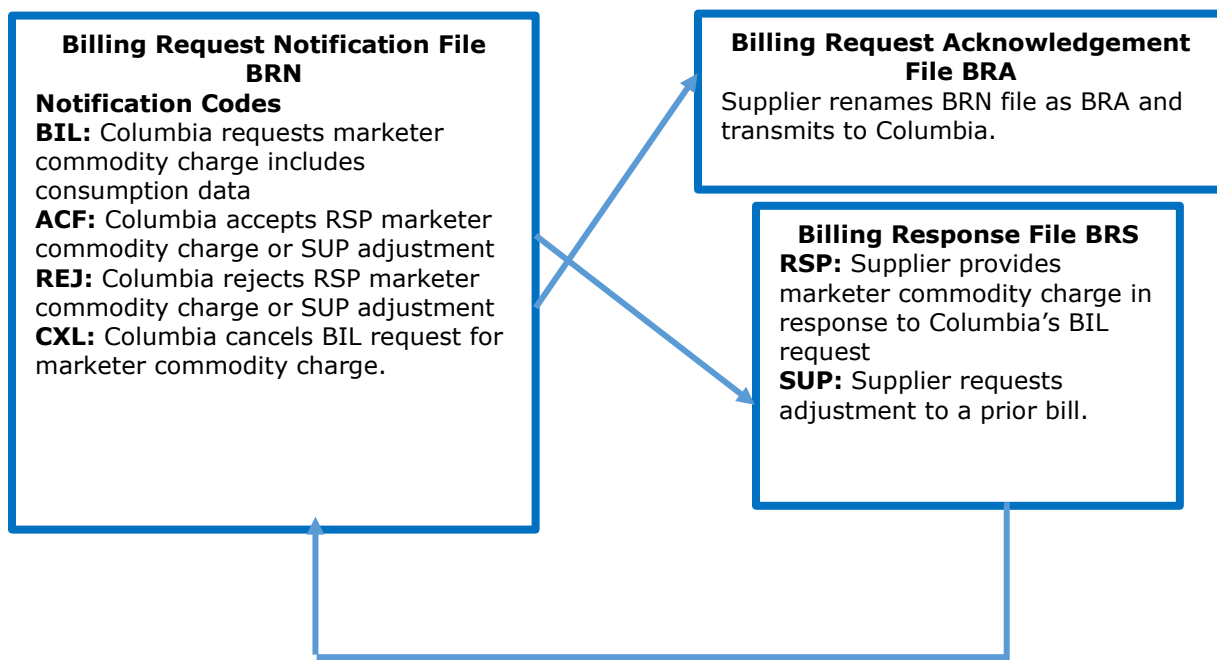 Billing Request Notification File
BRN
Notification Codes
BIL: Columbia requests marketer
commodity charge includes
consumption data
ACF: Columbia accepts RSP marketer
commodity charge or SUP adjustment
REJ: Columbia rejects RSP marketer
commodity charge or SUP adjustment
CXL: Columbia cancels BIL request for
marketer commodity charge.
Billing Request Acknowledgement
File BRA
Supplier renames BRN file as BRA and
transmits to Columbia.
Billing Response File BRS
RSP: Supplier provides
marketer commodity charge in
response to Columbia’s BIL
request
SUP: Supplier requests
adjustment to a prior bill.